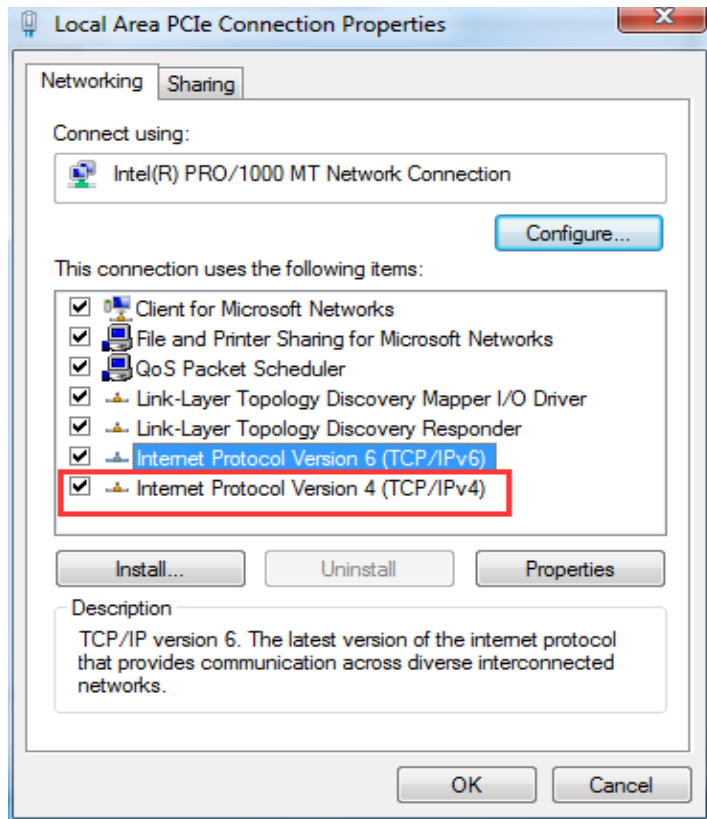 Local Area PCIe Connection Properties
Networking
Sharing
Connect using:
Intel(R) PRO/1000 MT Network Connection
Configure...
This connection uses the following items:
Client for Microsoft Networks
File and Printer Sharing for Microsoft Networks
QoS Packet Scheduler
Link-Layer Topology Discovery Mapper I/O Driver
Link-Layer Topology Discovery Responder
Internet Protocol Version 6 (TCP/IPv6)
Internet Protocol Version 4 (TCP/IPv4)
Install...
Uninstall
Properties
Description
TCP/IP version 6. The latest version of the internet protocol
that provides communication across diverse interconnected
networks.
OK
Cancel